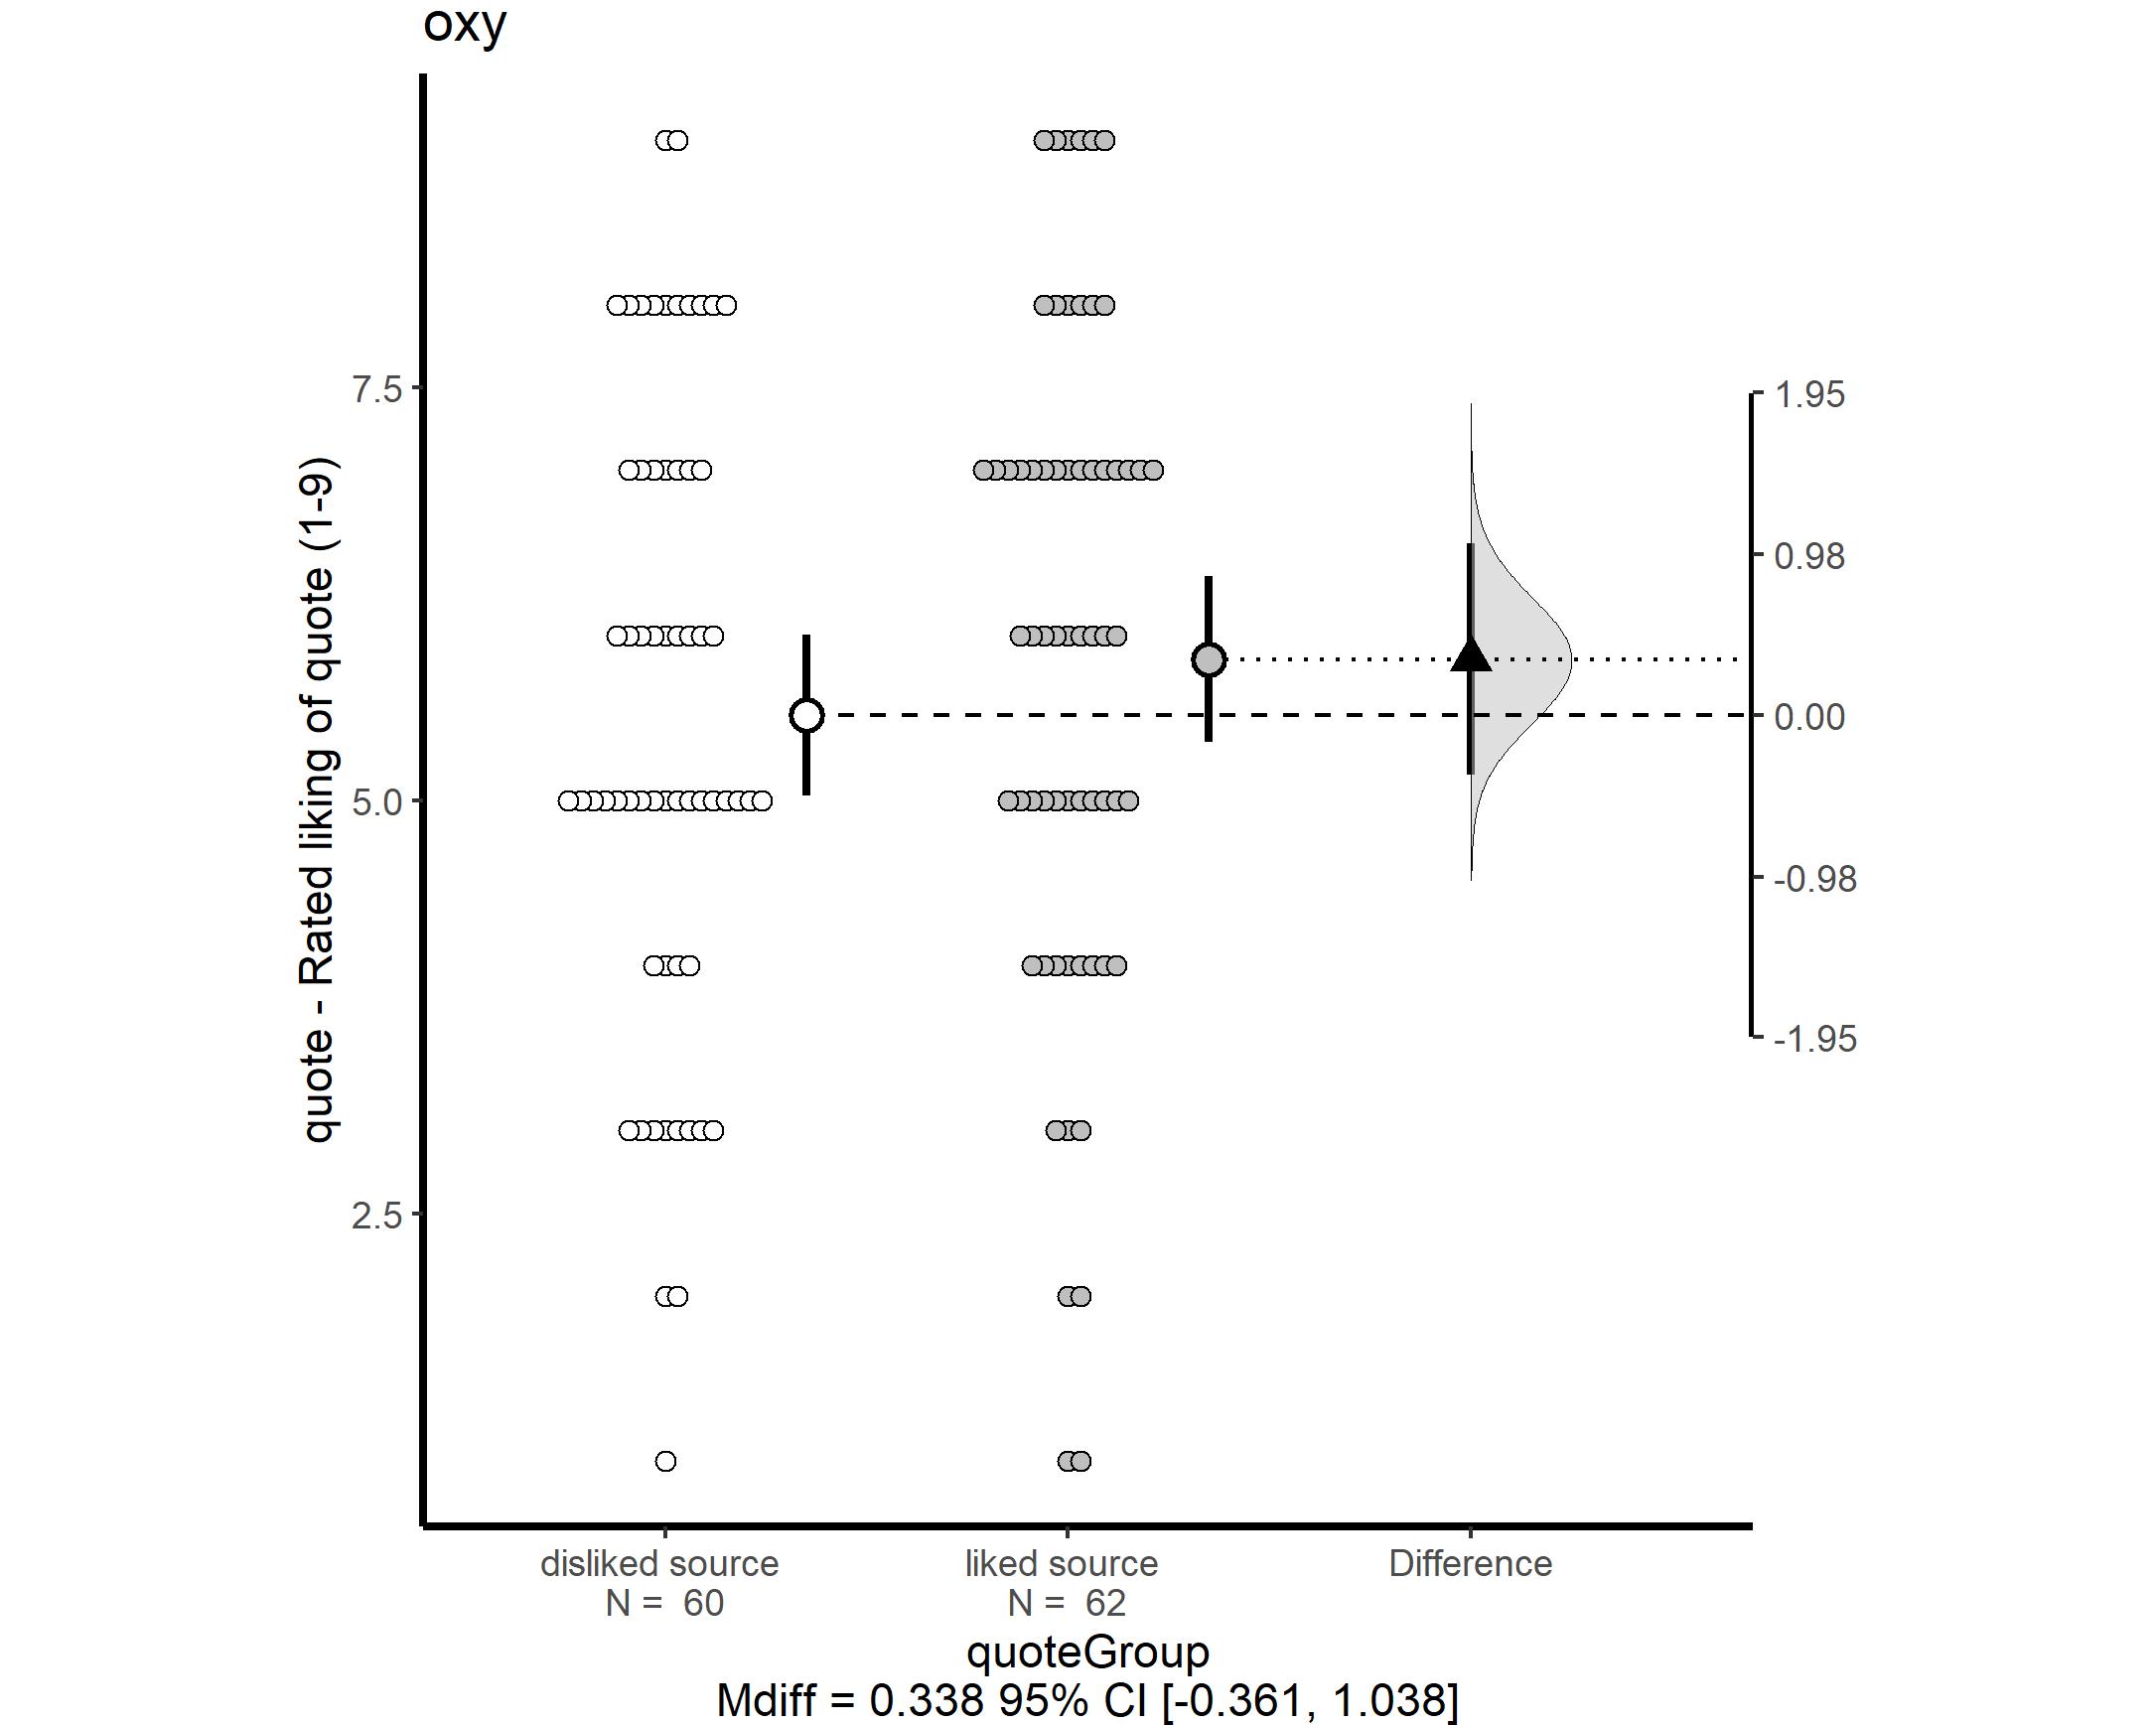 oxy
quote - Rated liking of quote (1-9)
7.5
5.0
2.5
1.95
0.98
0.00
-0.98
-1.95
disliked source
N =  60
liked source
N =  62
Difference
quoteGroup
Mdiff = 0.338 95% CI [-0.361, 1.038]